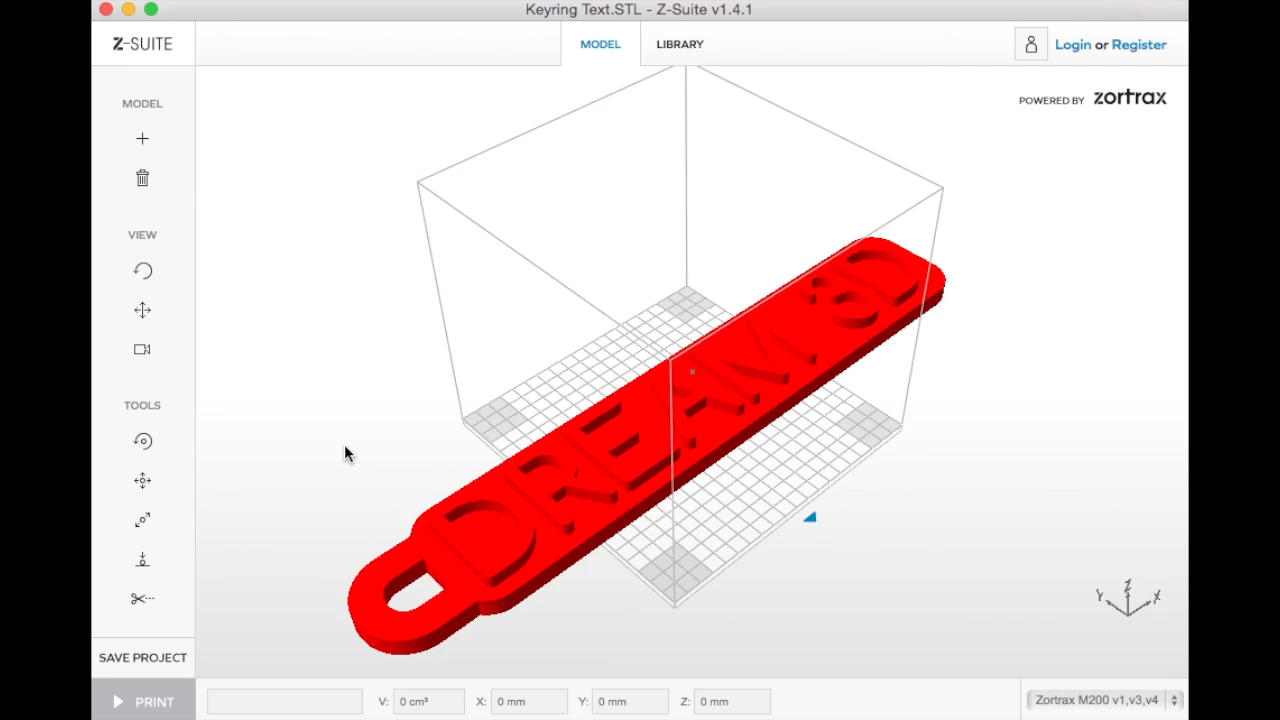 Keyring Text.STL - Z-Suite v1.4.1
Z-SUITE
MODEL
LIBRARY
Login or Register
POWERED BY zortrax
MODEL
VIEW
TOOLS
DREAM 3D
Z
Y
X
SAVE PROJECT
PRINT
V: 0 cm³ X: 0 mm Y: 0 mm Z: 0 mm
Zortrax M200 v1,v3,v4